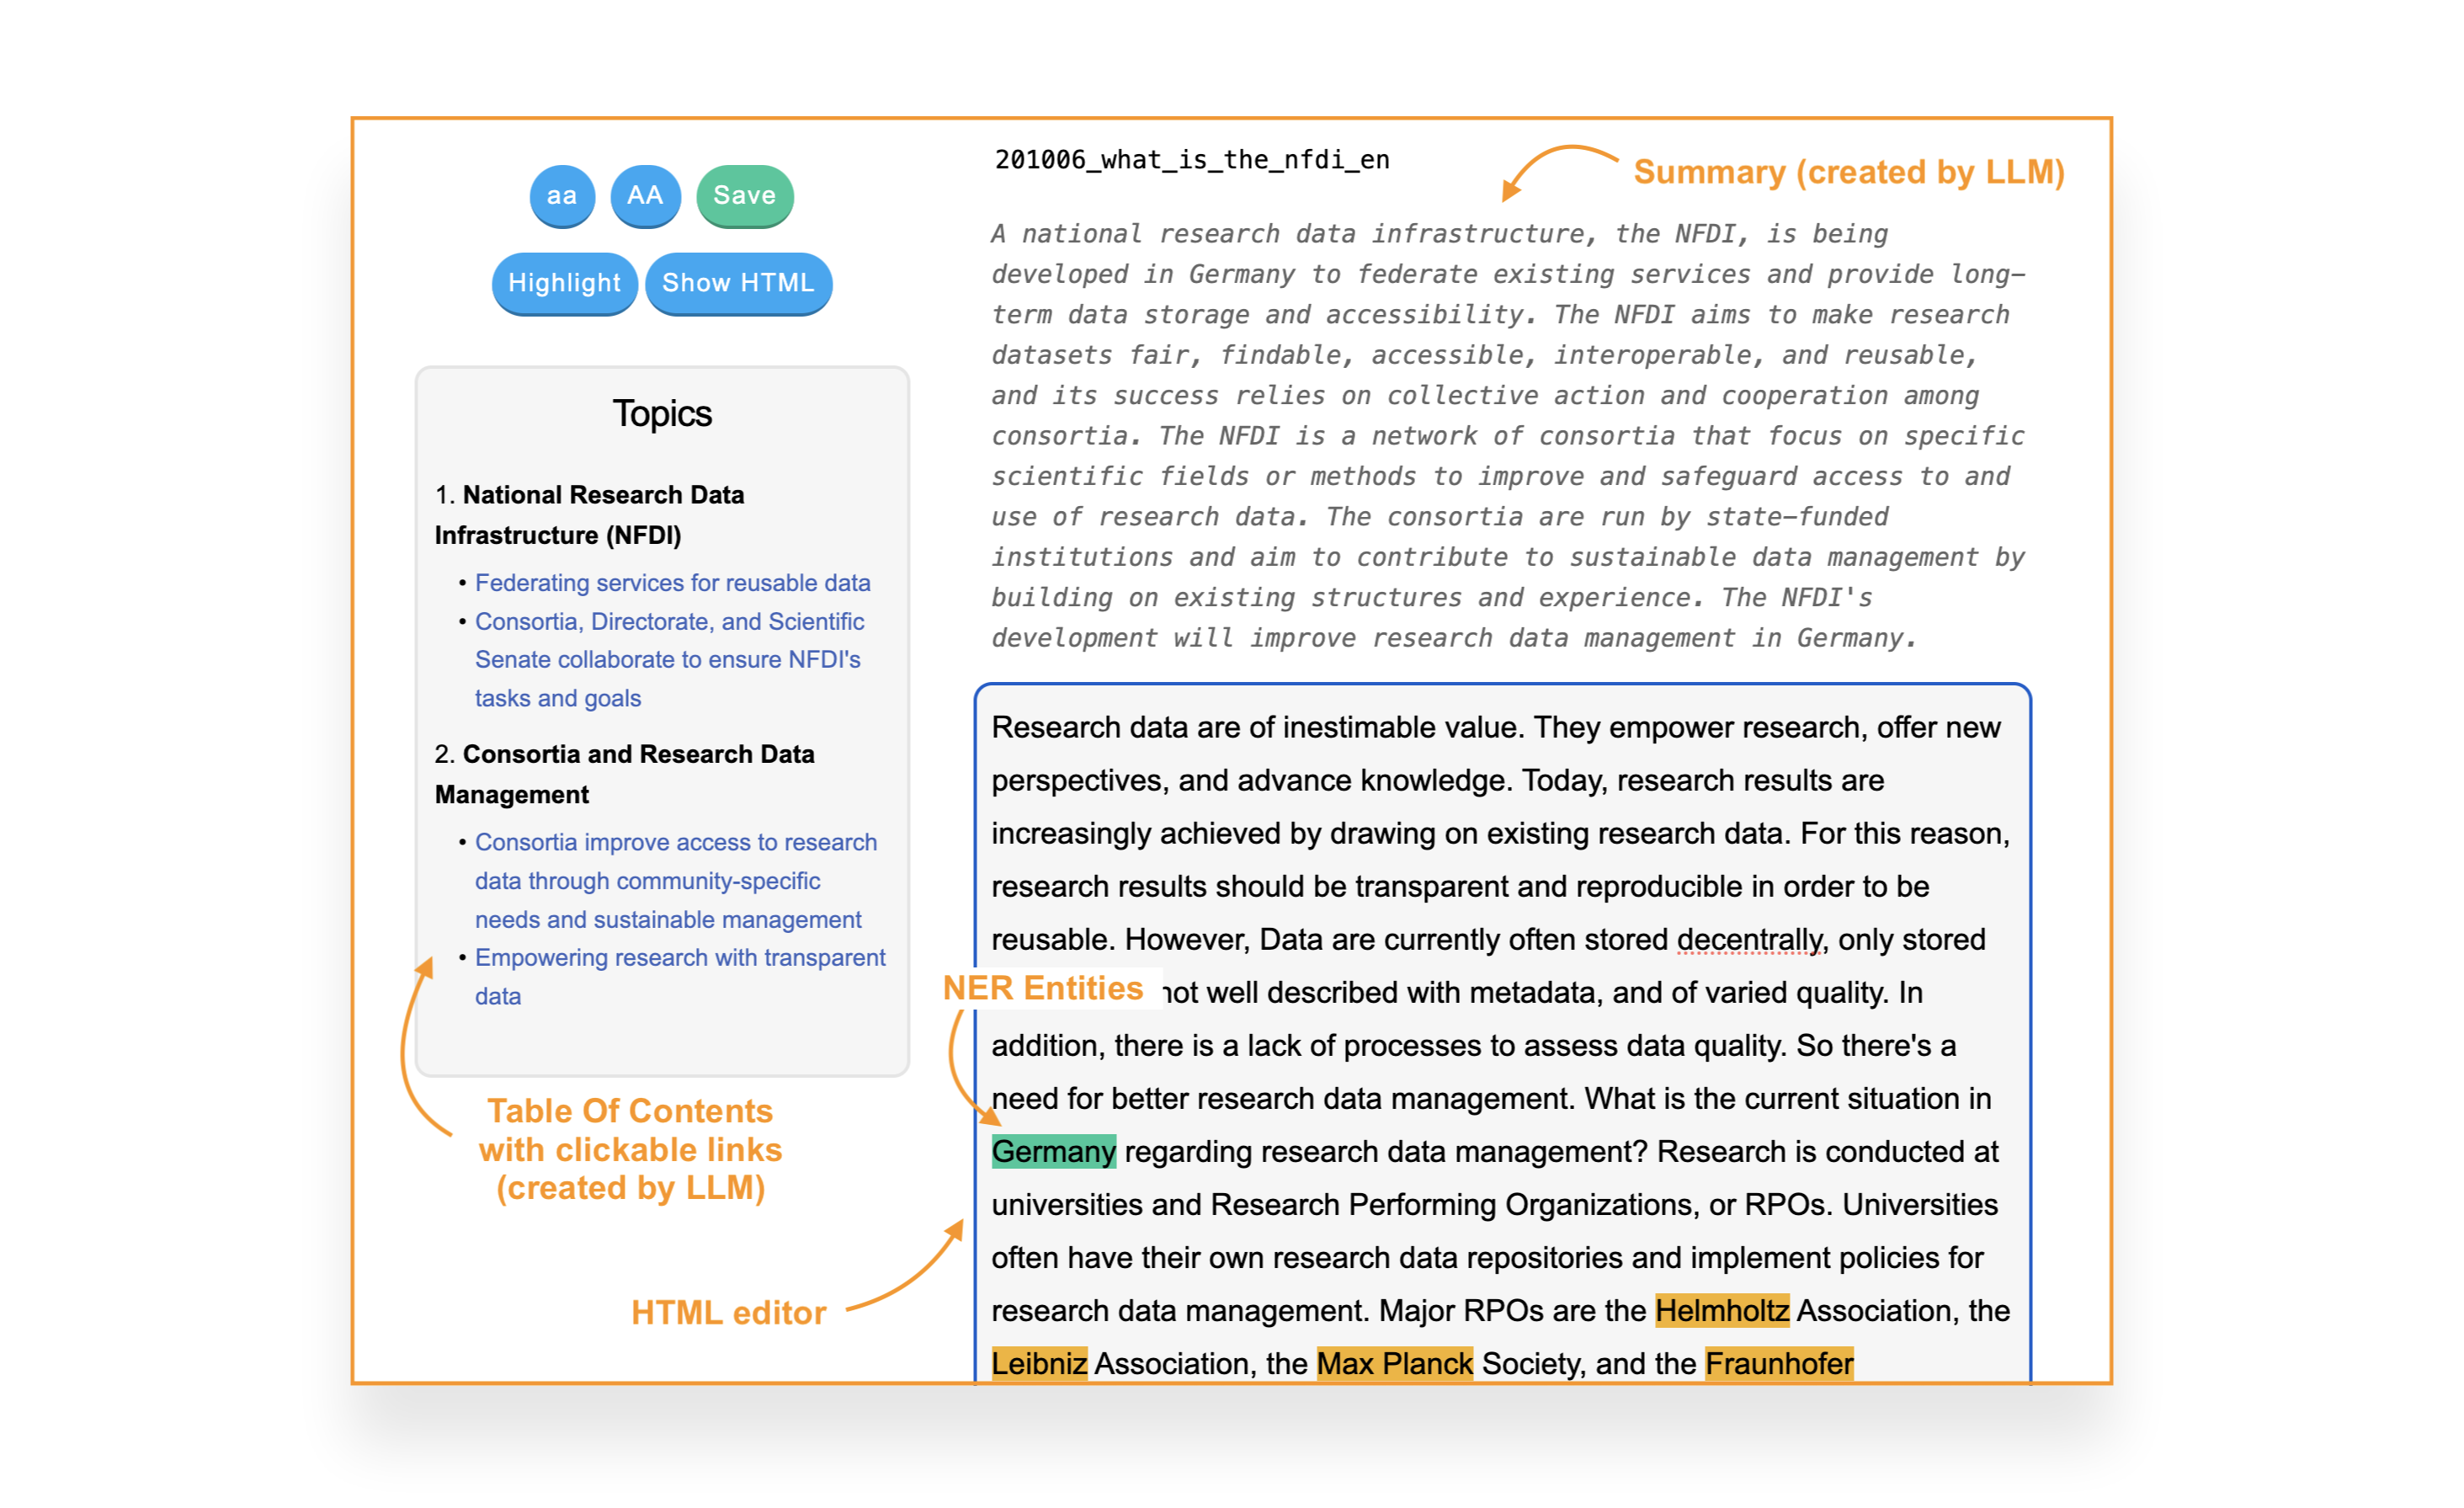 aa AA Save
Highlight Show HTML
Topics
1. National Research Data
Infrastructure (NFDI)
• Federating services for reusable data
• Consortia, Directorate, and Scientific
Senate collaborate to ensure NFDI's
tasks and goals
2. Consortia and Research Data
Management
• Consortia improve access to research
data through community-specific
needs and sustainable management
• Empowering research with transparent
data
Table Of Contents
with clickable links
(created by LLM)
HTML editor
201006_what_is_the_nfdi_en
Summary (created by LLM)
A national research data infrastructure, the NFDI, is being
developed in Germany to federate existing services and provide long-
term data storage and accessibility. The NFDI aims to make research
datasets fair, findable, accessible, interoperable, and reusable,
and its success relies on collective action and cooperation among
consortia. The NFDI is a network of consortia that focus on specific
scientific fields or methods to improve and safeguard access to and
use of research data. The consortia are run by state-funded
institutions and aim to contribute to sustainable data management by
building on existing structures and experience. The NFDI's
development will improve research data management in Germany.
Research data are of inestimable value. They empower research, offer new
perspectives, and advance knowledge. Today, research results are
increasingly achieved by drawing on existing research data. For this reason,
research results should be transparent and reproducible in order to be
reusable. However, Data are currently often stored decentrally, only stored
NER Entities
not well described with metadata, and of varied quality. In
addition, there is a lack of processes to assess data quality. So there's a
need for better research data management. What is the current situation in
Germany regarding research data management? Research is conducted at
universities and Research Performing Organizations, or RPOs. Universities
often have their own research data repositories and implement policies for
research data management. Major RPOs are the Helmholtz Association, the
Leibniz Association, the Max Planck Society, and the Fraunhofer